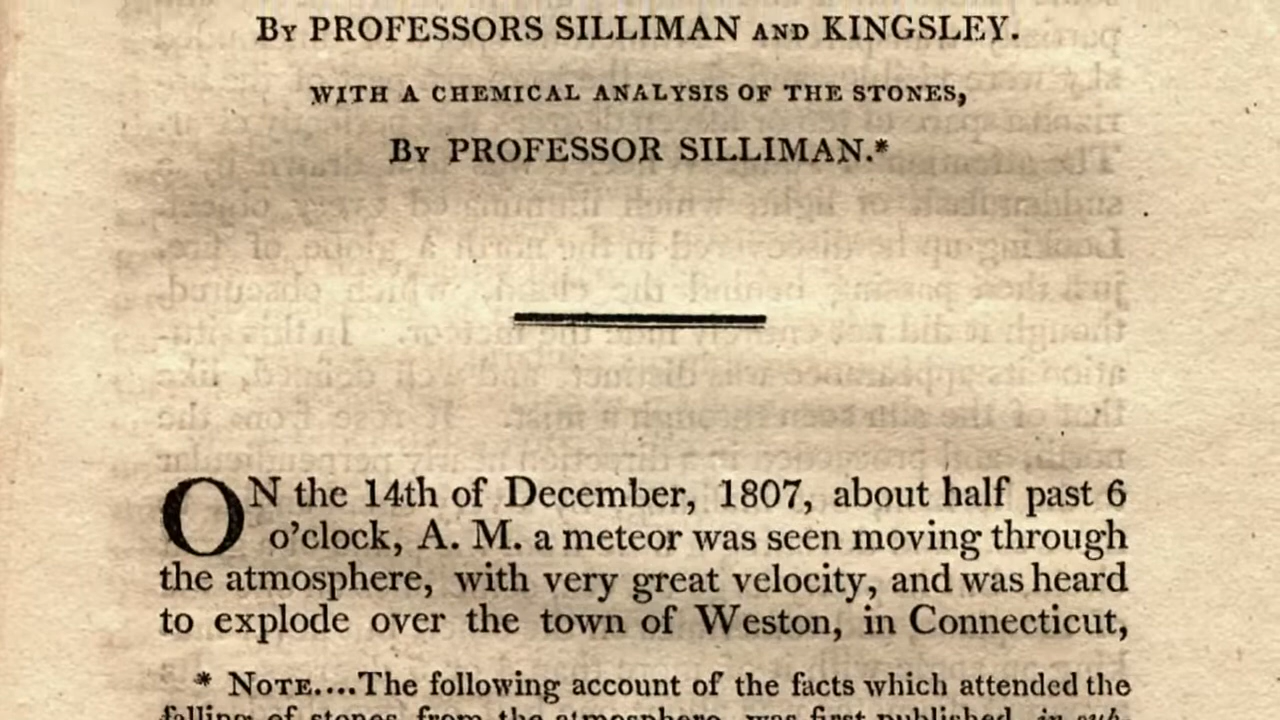 By PROFESSORS SILLIMAN AND KINGSLEY.
WITH A CHEMICAL ANALYSIS OF THE STONES,
By PROFESSOR SILLIMAN.*
ON the 14th of December, 1807, about half past 6
o'clock, A. M. a meteor was seen moving through
the atmosphere, with very great velocity, and was heard
to explode over the town of Weston, in Connecticut,
* NOTE....The following account of the facts which attended the
falling of stones from the atmosphere, was first published, in sub-